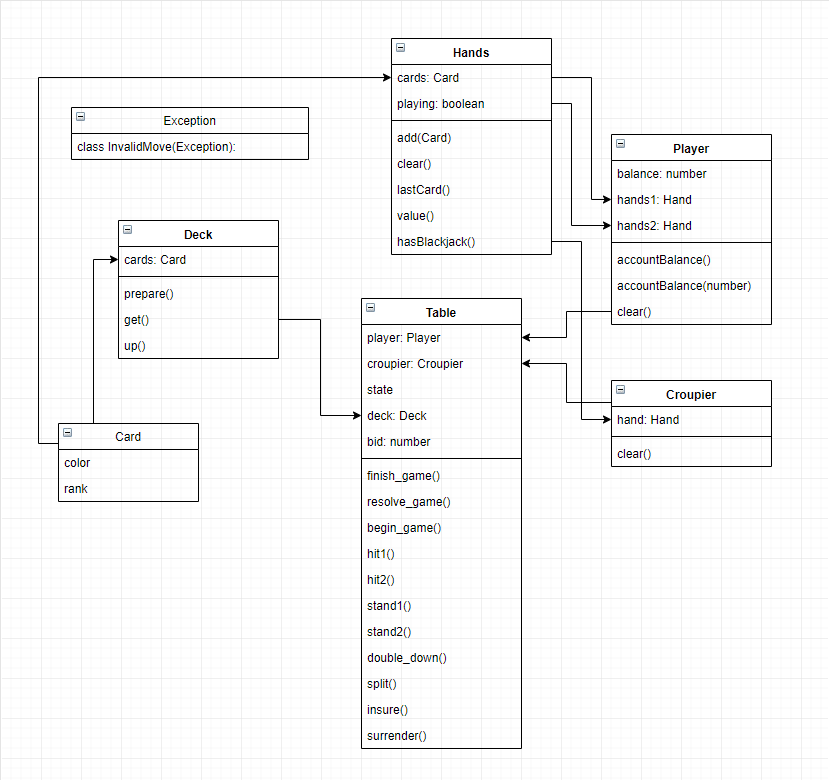 Hands
cards: Card
playing: boolean
add(Card)
clear()
lastCard()
value()
hasBlackjack()
Exception
class InvalidMove(Exception):
Player
balance: number
hands1: Hand
hands2: Hand
accountBalance()
accountBalance(number)
clear()
Deck
cards: Card
prepare()
get()
up()
Table
player: Player
croupier: Croupier
state
deck: Deck
bid: number
finish_game()
resolve_game()
begin_game()
hit1()
hit2()
stand1()
stand2()
double_down()
split()
insure()
surrender()
Croupier
hand: Hand
clear()
Card
color
rank